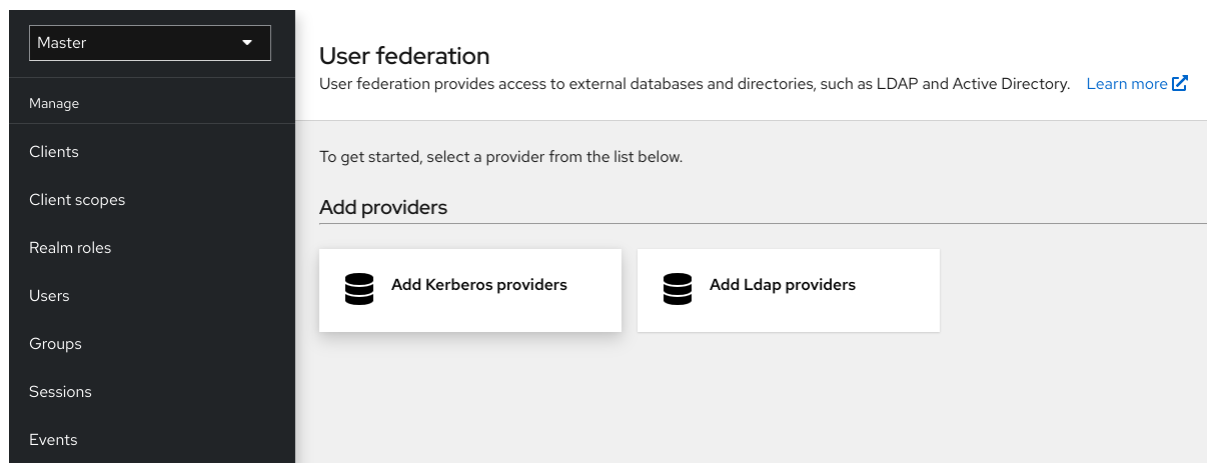 Master
Manage
Clients
Client scopes
Realm roles
Users
Groups
Sessions
Events
User federation
User federation provides access to external databases and directories, such as LDAP and Active Directory. Learn more
To get started, select a provider from the list below.
Add providers
Add Kerberos providers
Add Ldap providers